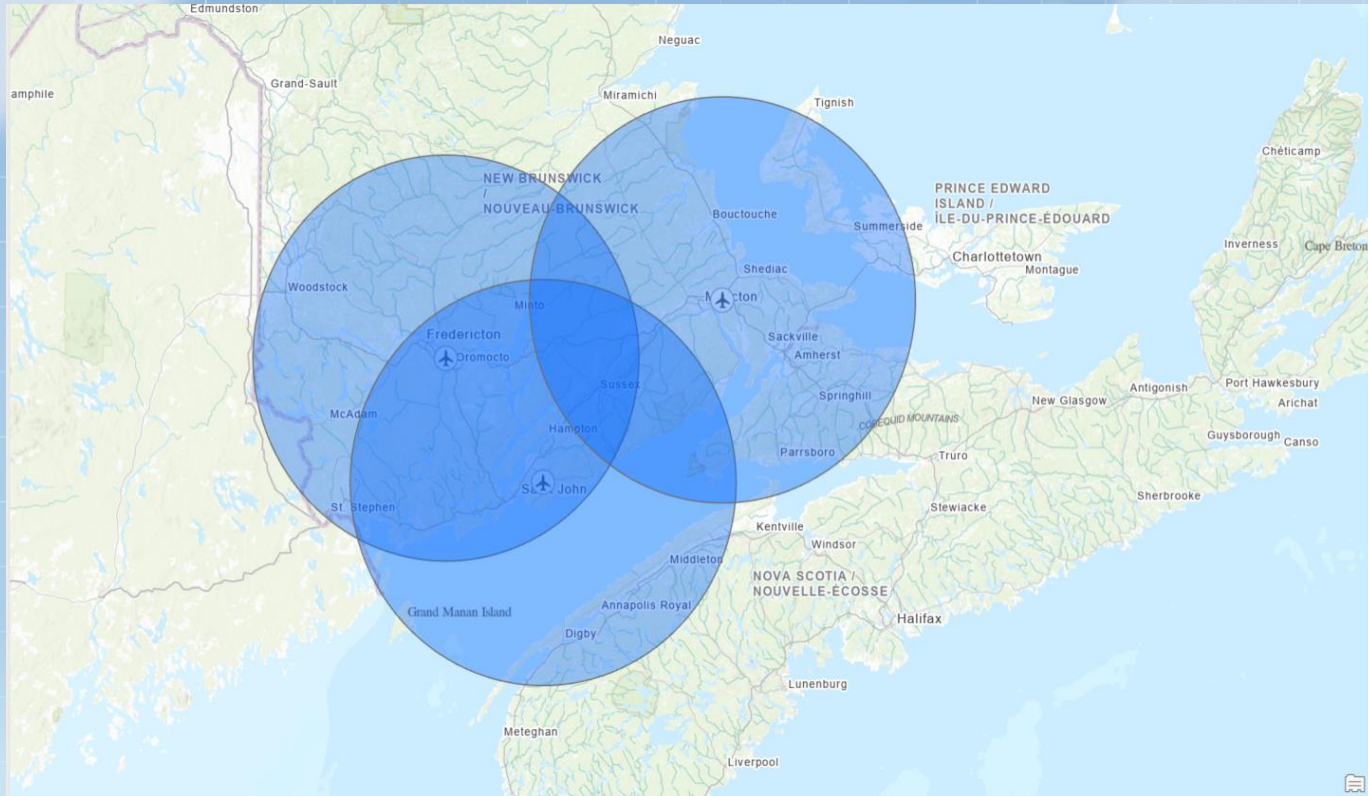 Edmundston
Neguac
Grand-Sault
amphile
Miramichi
Tignish
Chéticamp
NEW BRUNSWICK
/
NOUVEAU-BRUNSWICK
PRINCE EDWARD
ISLAND /
ÎLE-DU-PRINCE-ÉDOUARD
Bouctouche
Summerside
Charlottetown
Montague
Inverness
Cape Breton
Shediac
Woodstock
Minto
Fredericton
Oromocto
Sackville
Amherst
Sussex
Springhill
McAdam
Hampton
COBEQUID MOUNTAINS
New Glasgow
Antigonish
Port Hawkesbury
Arichat
Guysborough
Canso
Parrsboro
Truro
John
St. Stephen
Sherbrooke
Stewiacke
Kentville
Windsor
Middleton
NOVA SCOTIA /
NOUVELLE-ÉCOSSE
Annapolis Royal
Grand Manan Island
Halifax
Digby
Lunenburg
Meteghan
Liverpool